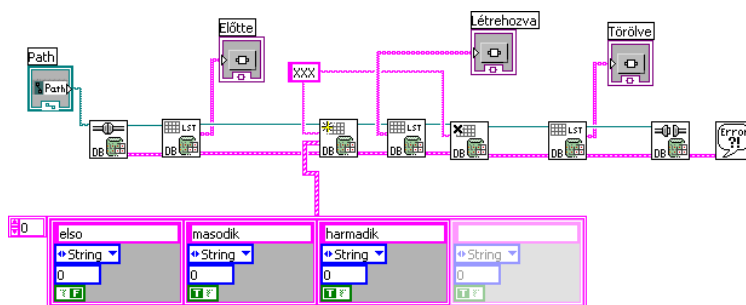 Létrehozva
Előtte
Törölve
Path
XXX
Path
LST
LST
LST
Error
?!
DB
DB
DB
DB
DB
DB
DB
0
elso
masodik
harmadik
String
String
String
String
0
0
0
0
F
T
T
T